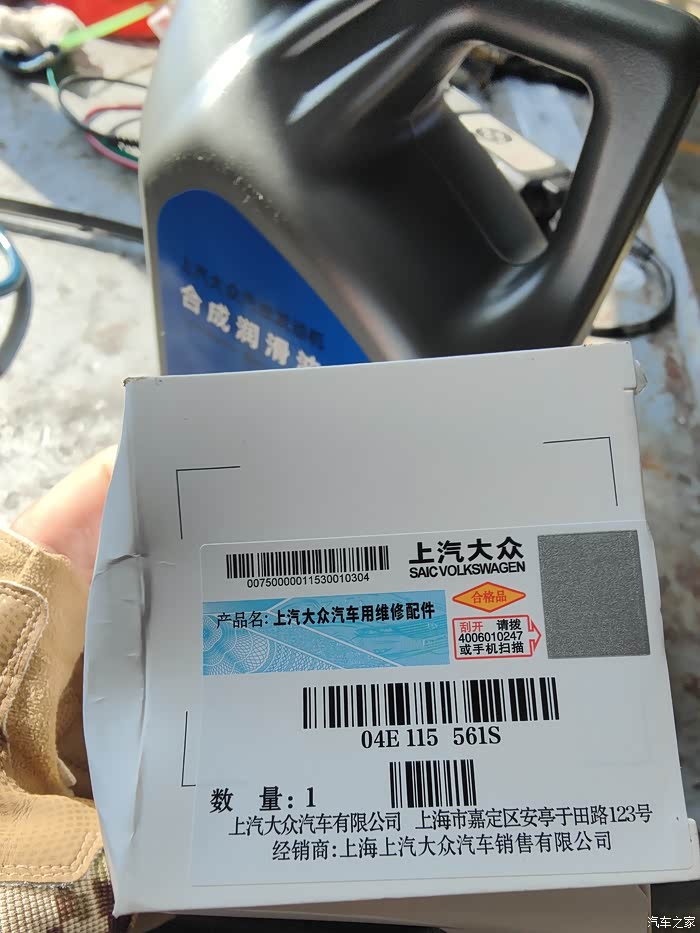 合成润滑
上汽大众
SAIC VOLKSWAGEN
0075000011530010304
产品名: 上汽大众汽车用维修配件
合格品
刮开 请拨
4006010247
或手机扫描
04E 115 561S
数 量: 1
上汽大众汽车有限公司 上海市嘉定区安亭于田路123号
经销商:上海上汽大众汽车销售有限公司
汽车之家